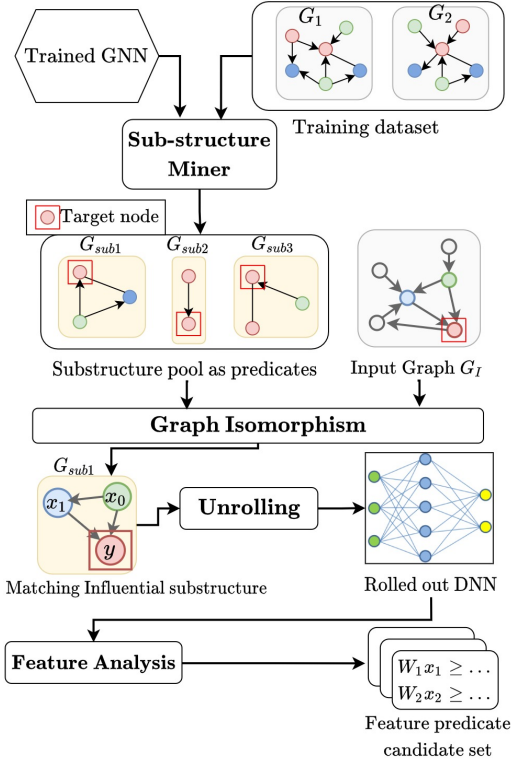 Trained GNN
G1
G2
Training dataset
Sub-structure
Miner
Target node
Gsub1
Gsub2
Gsub3
Substructure pool as predicates
Input Graph GI
Graph Isomorphism
Gsub1
x1
x0
y
Unrolling
Matching Influential substructure
Rolled out DNN
Feature Analysis
W1x1 ≥ ...
W2x2 ≥ ...
Feature predicate
candidate set